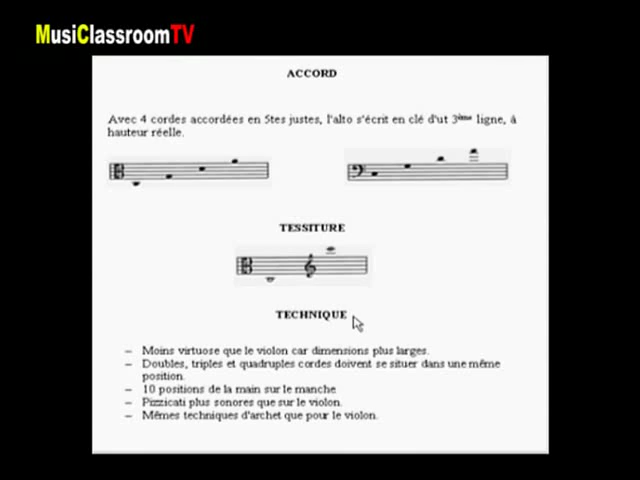 MusiClassroomTV
ACCORD
Avec 4 cordes accordées en 5tes justes, l'alto s'écrit en clé d'ut 3ème ligne, à
hauteur réelle.
TESSITURE
TECHNIQUE
– Moins virtuose que le violon car dimensions plus larges.
– Doubles, triples et quadruples cordes doivent se situer dans une même
position.
– 10 positions de la main sur le manche
– Pizzicati plus sonores que sur le violon.
– Mêmes techniques d'archet que pour le violon.